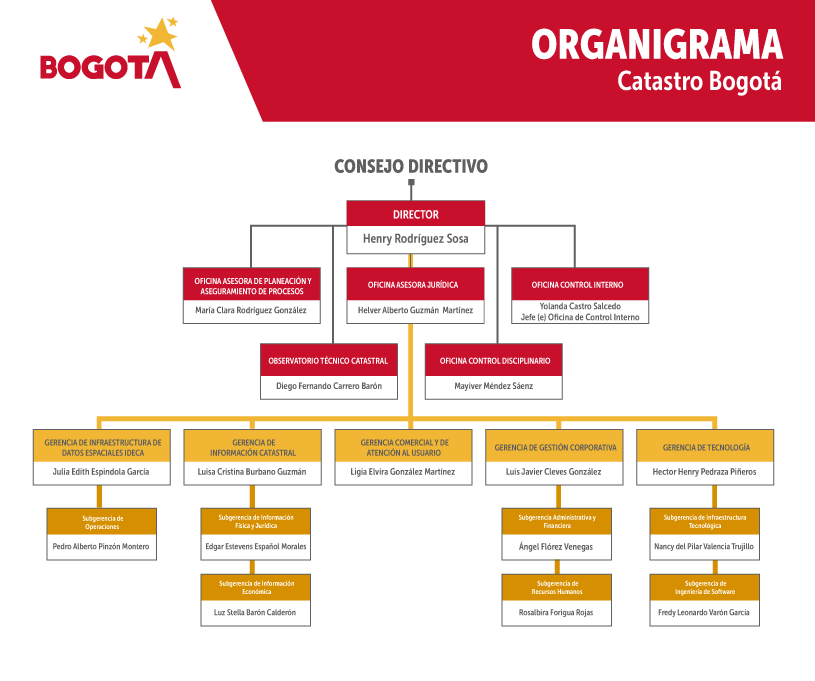 BOGOTÁ
ORGANIGRAMA
Catastro Bogotá
CONSEJO DIRECTIVO
DIRECTOR
Henry Rodríguez Sosa
OFICINA ASESORA DE PLANEACIÓN Y
ASEGURAMIENTO DE PROCESOS
María Clara Rodríguez González
OFICINA ASESORA JURÍDICA
Helver Alberto Guzmán Martínez
OFICINA CONTROL INTERNO
Yolanda Castro Salcedo
Jefe (e) Oficina de Control Interno
OBSERVATORIO TÉCNICO CATASTRAL
Diego Fernando Carrero Barón
OFICINA CONTROL DISCIPLINARIO
Mayiver Méndez Sáenz
GERENCIA DE INFRAESTRUCTURA DE
DATOS ESPACIALES IDECA
Julia Edith Espindola García
GERENCIA DE
INFORMACIÓN CATASTRAL
Luisa Cristina Burbano Guzmán
GERENCIA COMERCIAL Y DE
ATENCIÓN AL USUARIO
Ligia Elvira González Martínez
GERENCIA DE GESTIÓN CORPORATIVA
Luis Javier Cleves González
GERENCIA DE TECNOLOGÍA
Hector Henry Pedraza Piñeros
Subgerencia de
Operaciones
Pedro Alberto Pinzón Montero
Subgerencia de Información
Física y Jurídica
Edgar Estevens Español Morales
Subgerencia Administrativa y
Financiera
Ángel Flórez Venegas
Subgerencia de Infraestructura
Tecnológica
Nancy del Pilar Valencia Trujillo
Subgerencia de Información
Económica
Luz Stella Barón Calderón
Subgerencia de
Recursos Humanos
Rosalbira Forigua Rojas
Subgerencia de
Ingeniería de Software
Fredy Leonardo Varón García